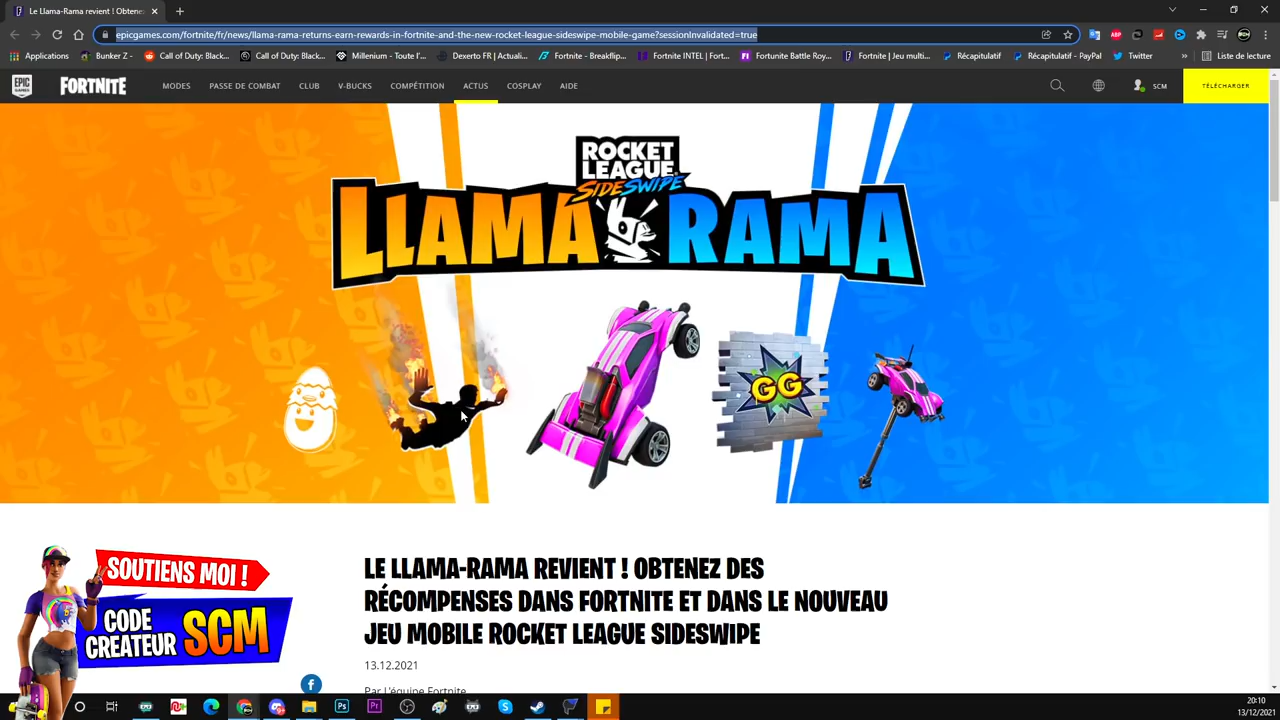 Le Llama-Rama revient ! Obtenez
epicgames.com/fortnite/fr/news/llama-rama-returns-earn-rewards-in-fortnite-and-the-new-rocket-league-sideswipe-mobile-game?sessionInvalidated=true
Applications
Bunker Z -
Call of Duty: Black...
Call of Duty: Black...
Millenium - Toute l'...
Dexerto FR | Actuali...
Fortnite - Breakflip...
Fortnite INTEL | Fort...
Fortunite Battle Roy...
Fortnite | Jeu multi...
Récapitulatif
Récapitulatif - PayPal
Twitter
»
Liste de lecture
EPIC GAMES
FORTNITE
MODES
PASSE DE COMBAT
CLUB
V-BUCKS
COMPÉTITION
ACTUS
COSPLAY
AIDE
SCM
TÉLÉCHARGER
ROCKET
LEAGUE
SIDESWIPE
LLAMA RAMA
GG
SOUTIENS MOI !
CODE
CREATEUR SCM
LE LLAMA-RAMA REVIENT ! OBTENEZ DES
RÉCOMPENSES DANS FORTNITE ET DANS LE NOUVEAU
JEU MOBILE ROCKET LEAGUE SIDESWIPE
13.12.2021
Par L'équipe Fortnite
20:10
13/12/2021